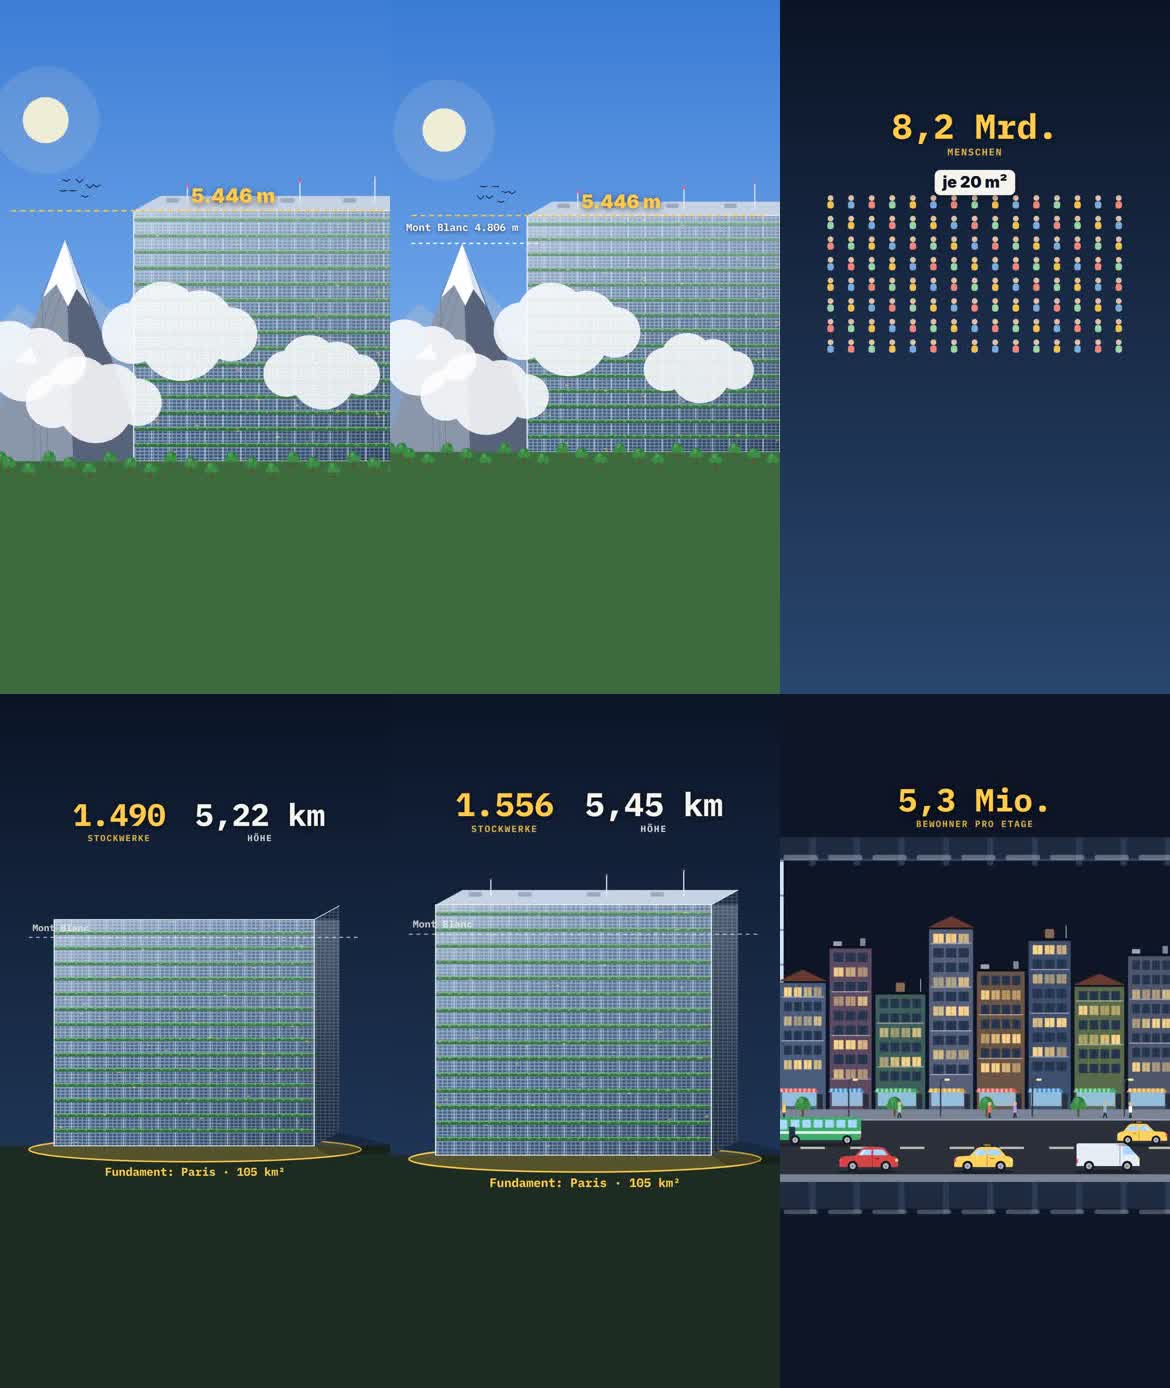 5.446 m
5.446 m
Mont Blanc 4.806 m
8,2 Mrd.
MENSCHEN
je 20 m²
1.490
STOCKWERKE
5,22 km
HÖHE
Mont Blanc
Fundament: Paris · 105 km²
1.556
STOCKWERKE
5,45 km
HÖHE
Mont Blanc
Fundament: Paris · 105 km²
5,3 Mio.
BEWOHNER PRO ETAGE